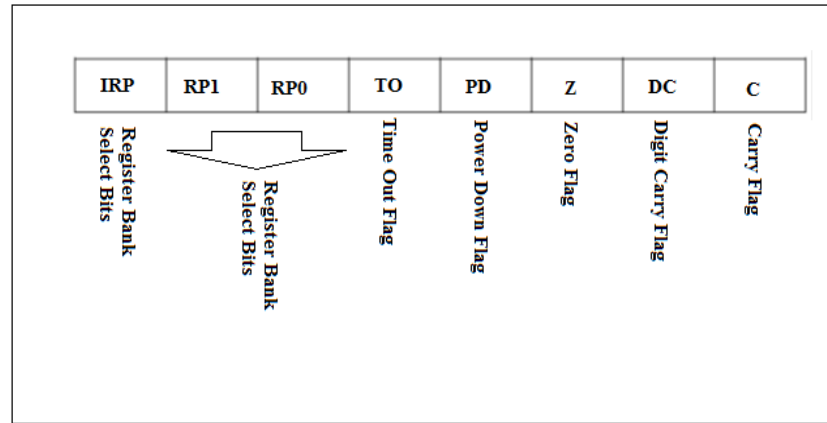 IRP RP1 RP0 TO PD Z DC C
Register Bank
Select Bits
Register Bank
Select Bits
Time Out Flag
Power Down Flag
Zero Flag
Digit Carry Flag
Carry Flag